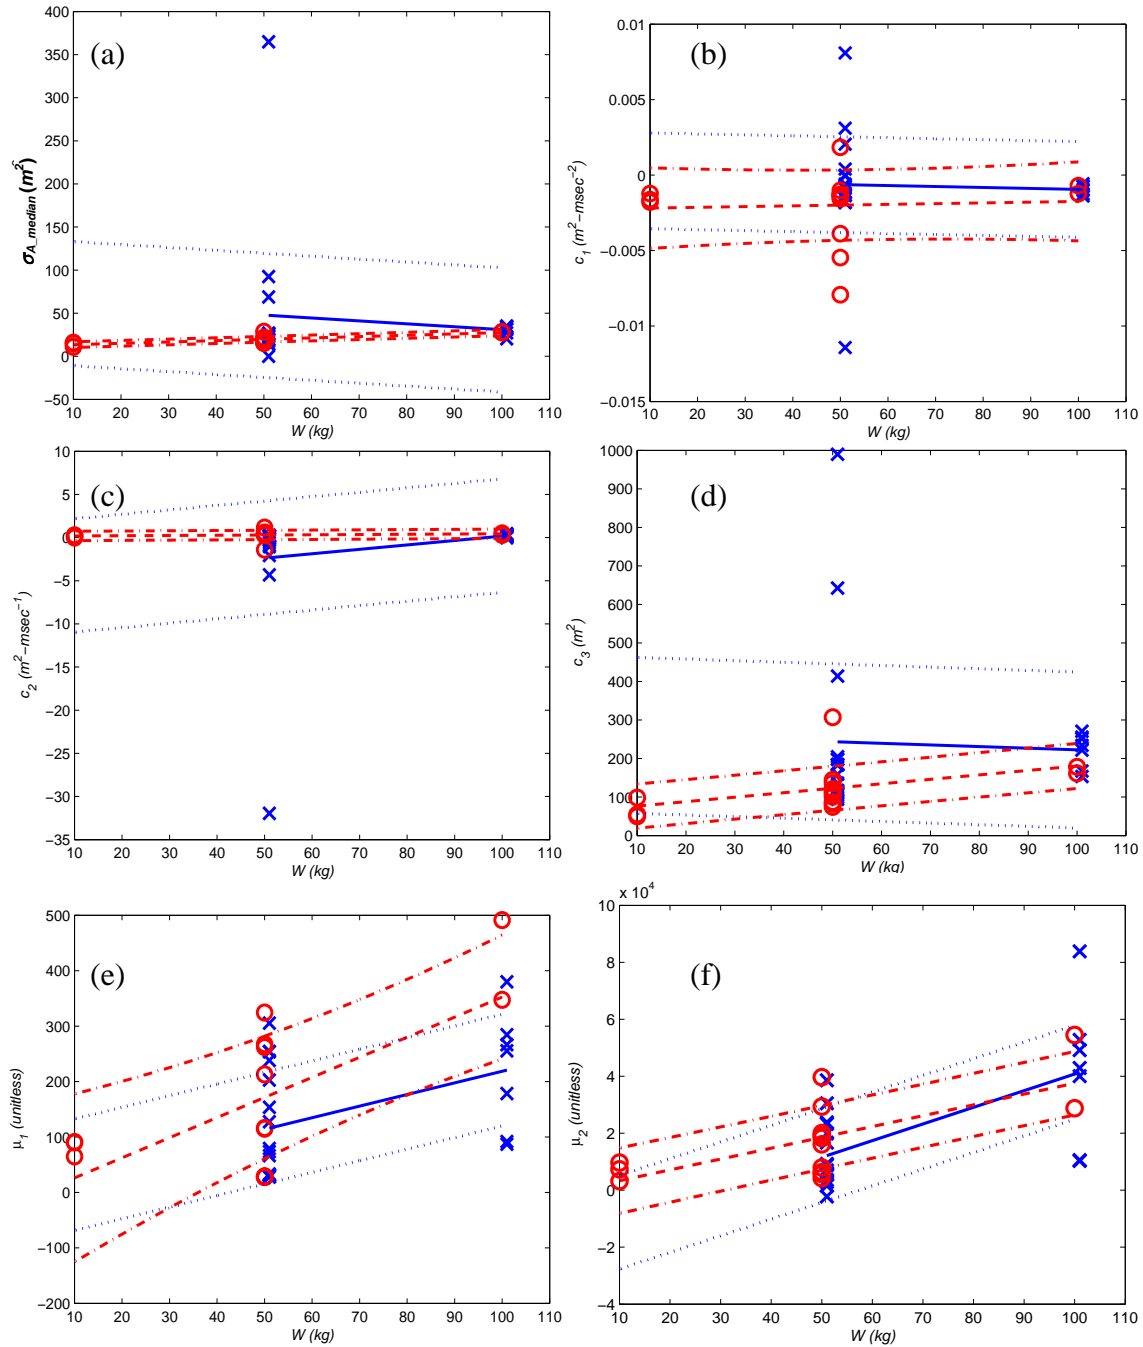 (a)
400
350
300
250
200
150
100
50
0
−50
10 20 30 40 50 60 70 80 90 100 110
W (kg)
σA_median (m2)
(b)
0.01
0.005
0
−0.005
−0.01
−0.015
10 20 30 40 50 60 70 80 90 100 110
W (kg)
c1 (m2−msec−2)
(c)
10
5
0
−5
−10
−15
−20
−25
−30
−35
10 20 30 40 50 60 70 80 90 100 110
W (kg)
c2 (m2−msec−1)
(d)
1000
900
800
700
600
500
400
300
200
100
0
10 20 30 40 50 60 70 80 90 100 110
W (kg)
c3 (m2)
(e)
500
400
300
200
100
0
−100
−200
10 20 30 40 50 60 70 80 90 100 110
W (kg)
μ1 (unitless)
(f)
x 104
10
8
6
4
2
0
−2
−4
10 20 30 40 50 60 70 80 90 100 110
W (kg)
μ2 (unitless)